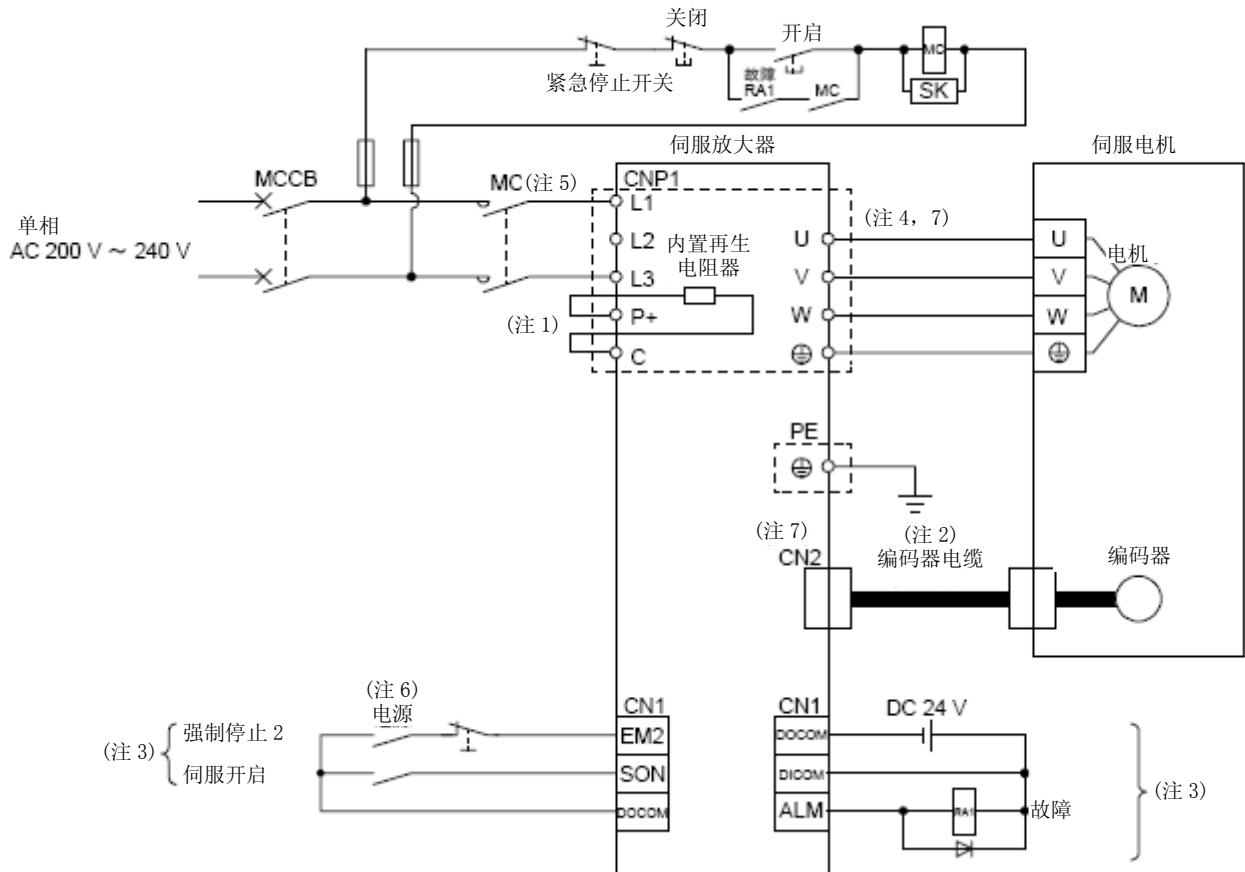 关闭
开启
紧急停止开关
故障
RA1
MC
MC
SK
伺服放大器
伺服电机
MCCB
MC(注 5)
CNP1
L1
单相
AC 200 V ~ 240 V
L2
内置再生
电阻器
U
(注 4, 7)
U
电机
L3
V
V
M
(注 1)
P+
W
W
C
PE
(注 7)
CN2
(注 2)
编码器电缆
编码器
(注 6)
电源
CN1
CN1
DC 24 V
(注 3)
强制停止 2
EM2
DOCOM
伺服开启
SON
DICOM
(注 3)
DOCOM
ALM
RA1
故障